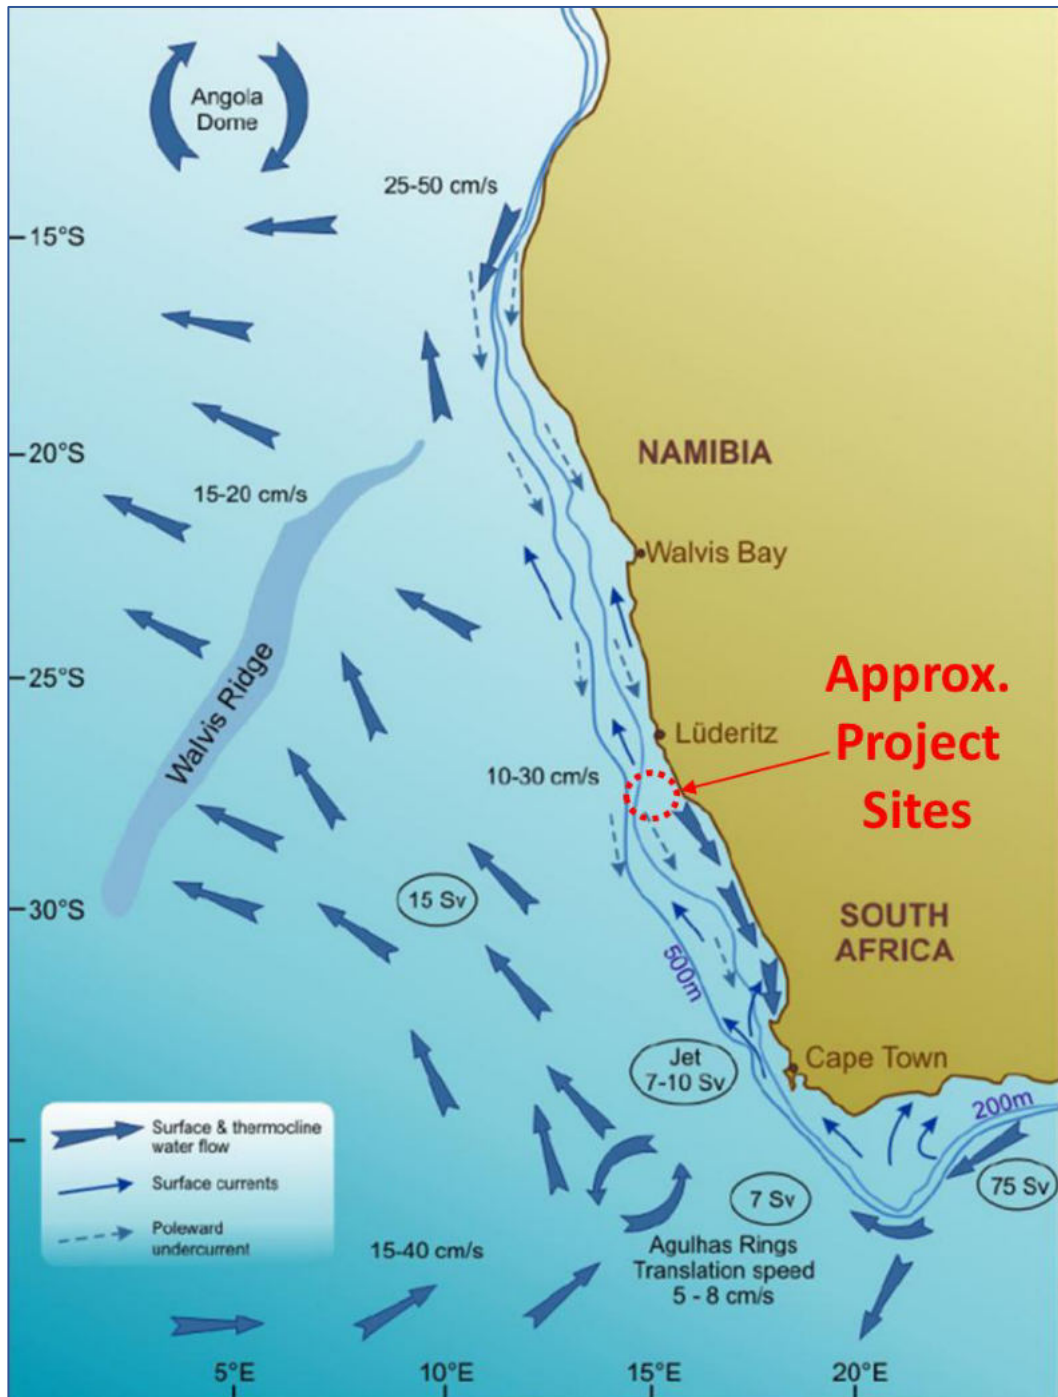 Angola
Dome
25-50 cm/s
15°S
20°S
NAMIBIA
15-20 cm/s
Walvis Bay
Walvis Ridge
25°S
Approx.
Project
Sites
Lüderitz
10-30 cm/s
15 Sv
30°S
SOUTH
AFRICA
500m
Jet
7-10 Sv
Cape Town
200m
Surface & thermocline
water flow
Surface currents
Poleward
undercurrent
7 Sv
75 Sv
15-40 cm/s
Agulhas Rings
Translation speed
5 - 8 cm/s
5°E
10°E
15°E
20°E